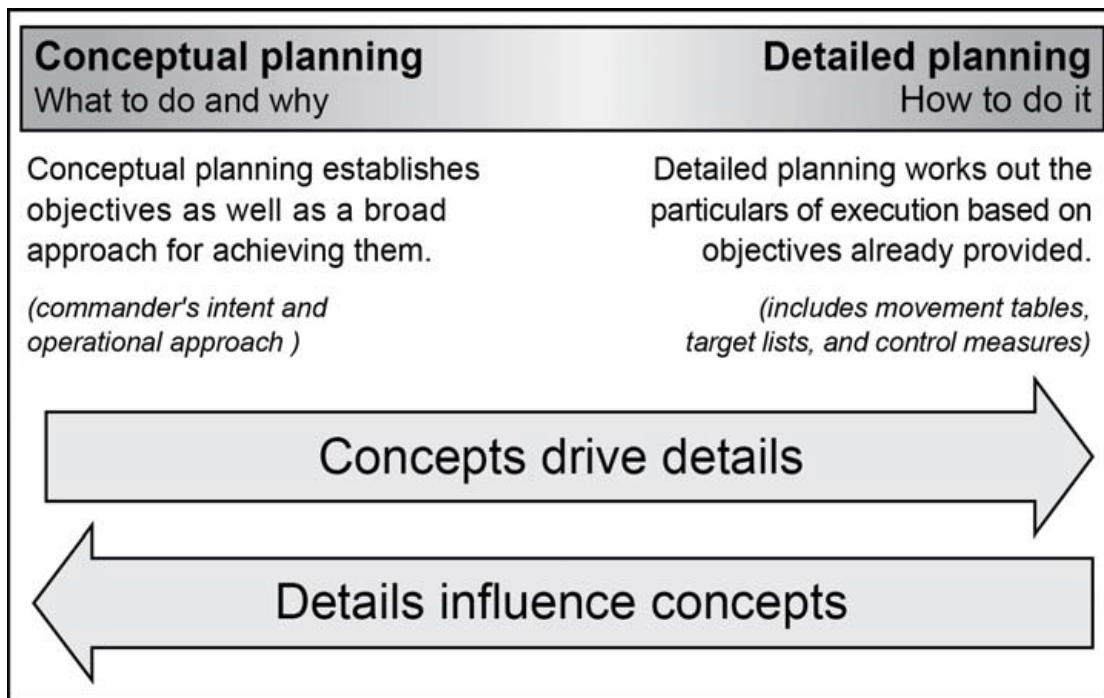 Conceptual planning
What to do and why
Detailed planning
How to do it
Conceptual planning establishes
objectives as well as a broad
approach for achieving them.
(commander's intent and
operational approach )
Detailed planning works out the
particulars of execution based on
objectives already provided.
(includes movement tables,
target lists, and control measures)
Concepts drive details
Details influence concepts